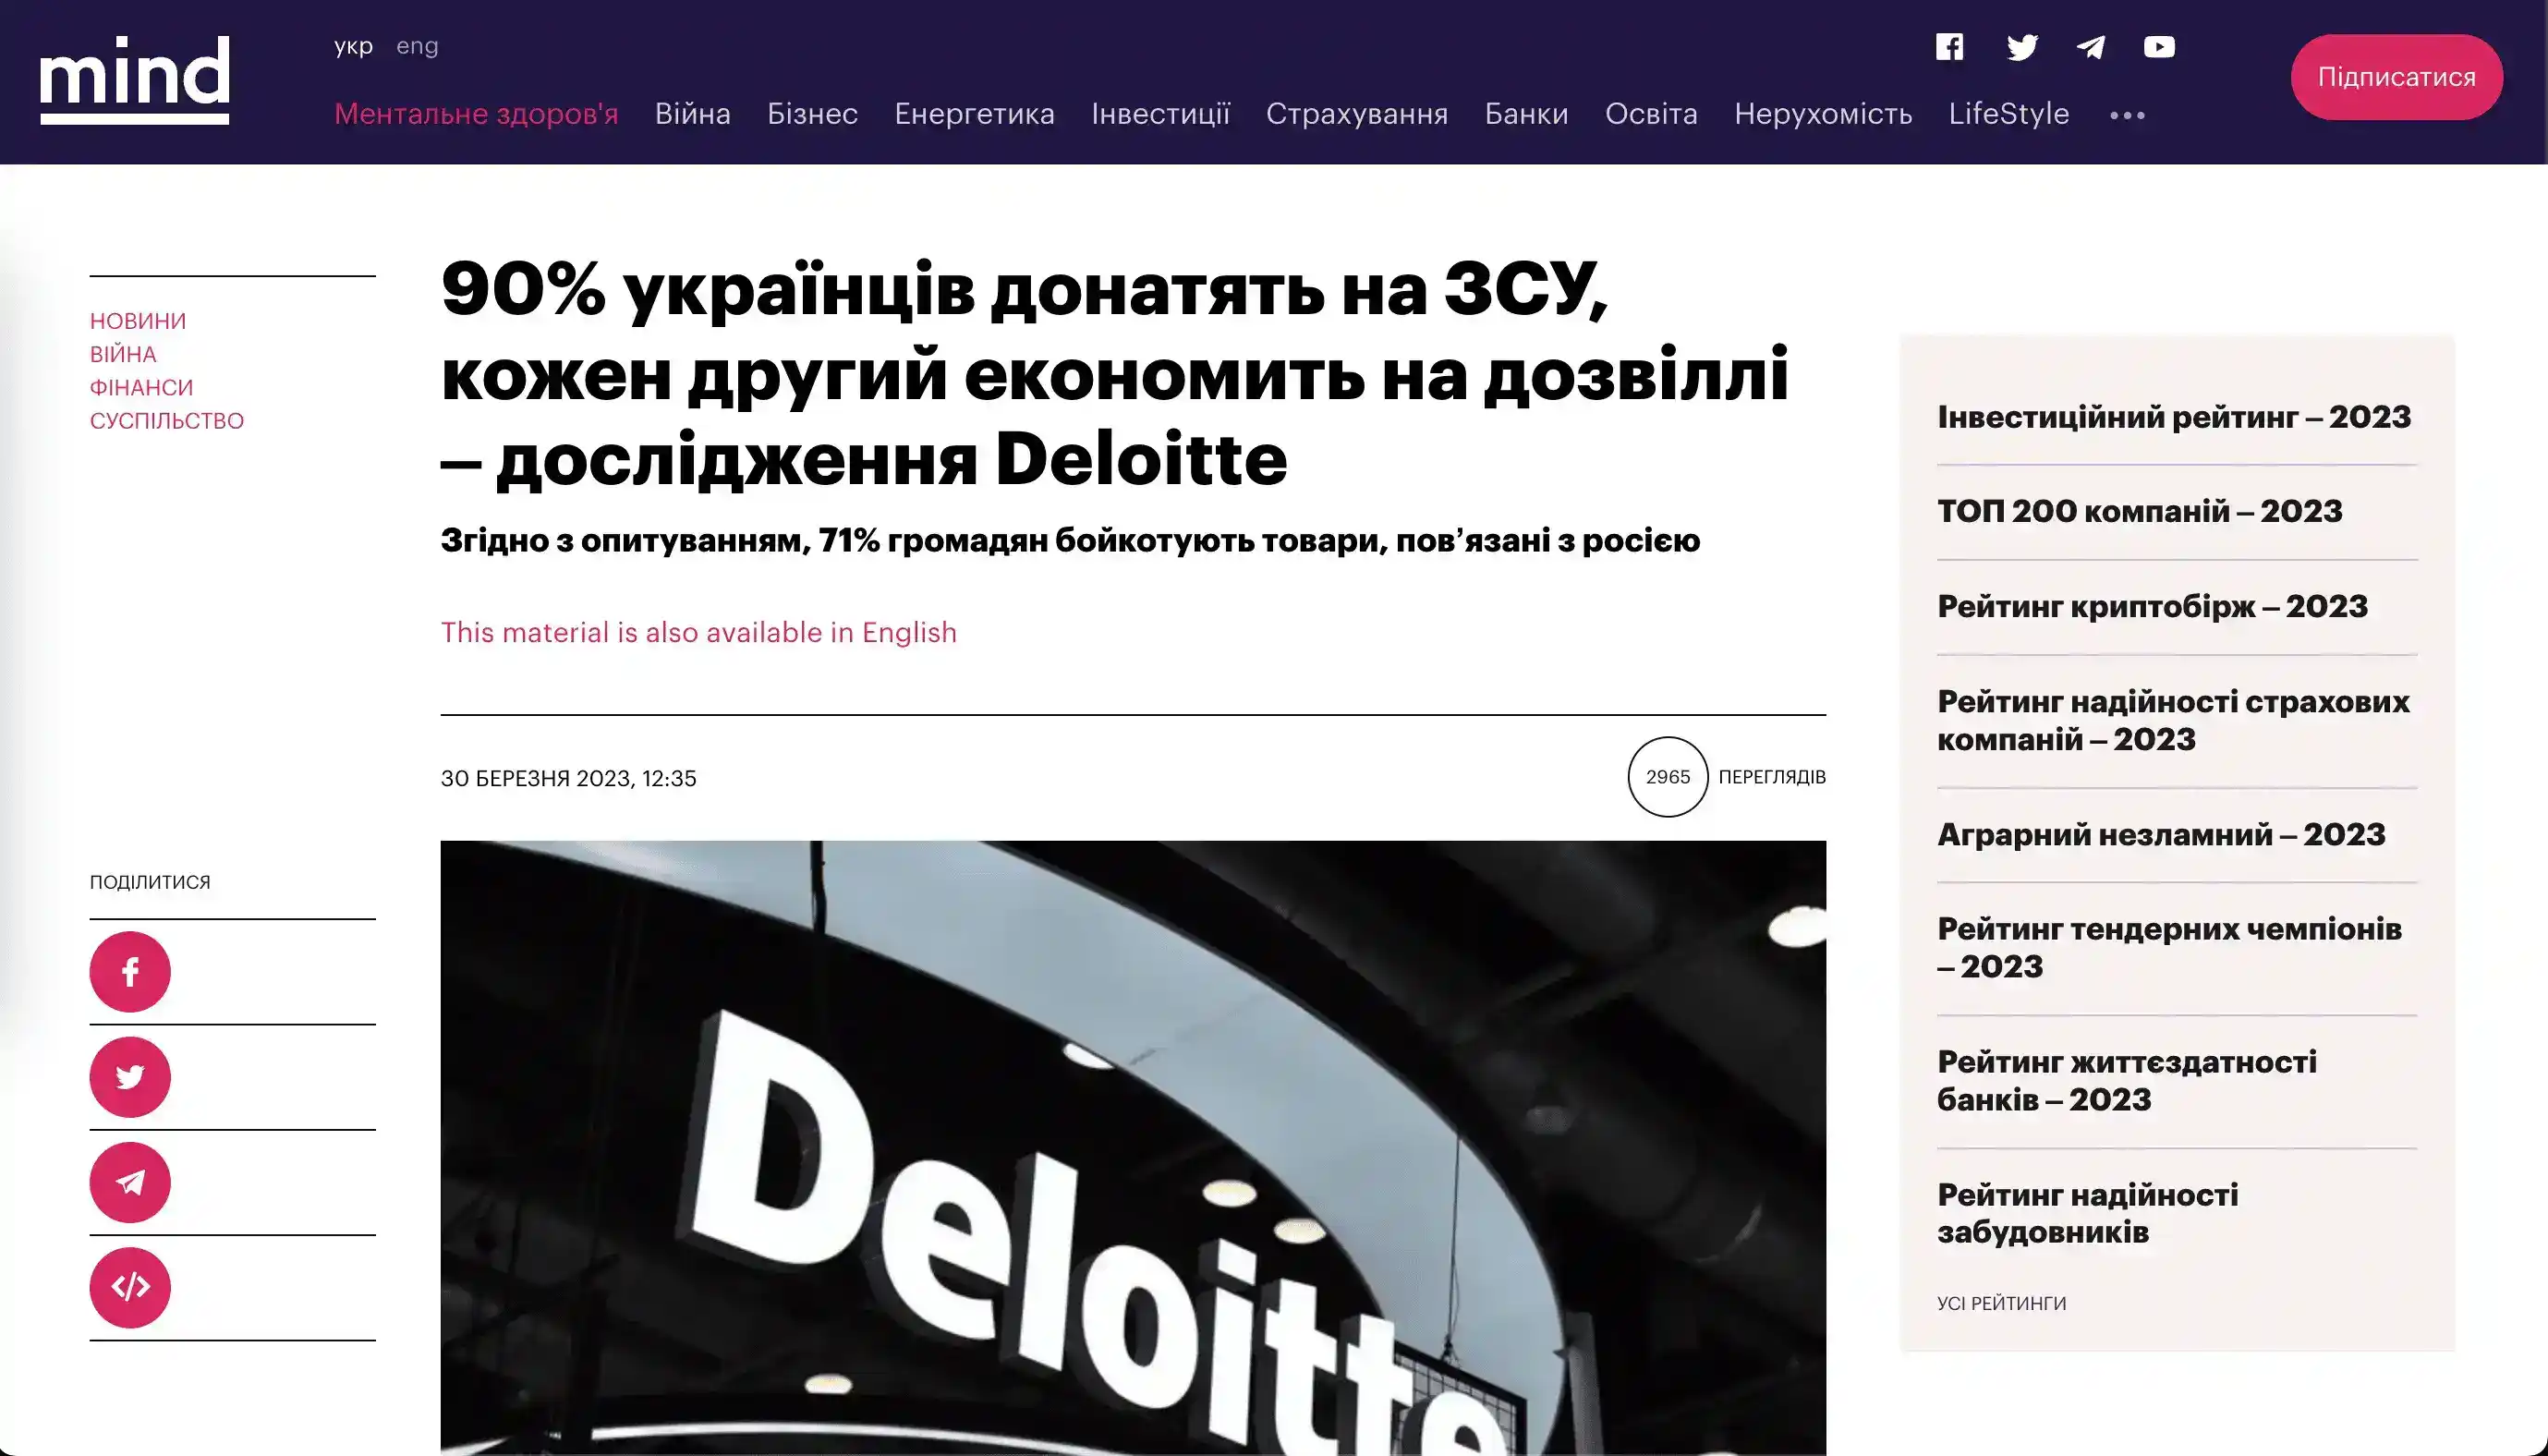 mind
укр eng
Ментальне здоров'я Війна Бізнес Енергетика Інвестиції Страхування Банки Освіта Нерухомість LifeStyle
Підписатися
НОВИНИ
ВІЙНА
ФІНАНСИ
СУСПІЛЬСТВО
90% українців донатять на ЗСУ,
кожен другий економить на дозвіллі
– дослідження Deloitte
Згідно з опитуванням, 71% громадян бойкотують товари, пов’язані з росією
This material is also available in English
30 БЕРЕЗНЯ 2023, 12:35
2965 ПЕРЕГЛЯДІВ
ПОДІЛИТИСЯ
Deloitte
Інвестиційний рейтинг – 2023
ТОП 200 компаній – 2023
Рейтинг криптобірж – 2023
Рейтинг надійності страхових
компаній – 2023
Аграрний незламний – 2023
Рейтинг тендерних чемпіонів
– 2023
Рейтинг життєздатності
банків – 2023
Рейтинг надійності
забудовників
УСІ РЕЙТИНГИ